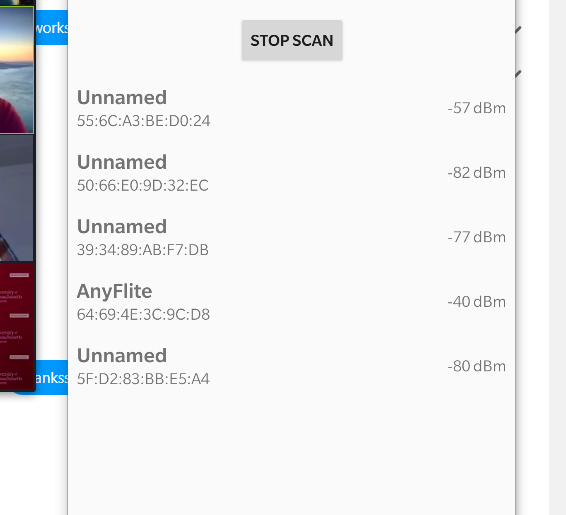 works
STOP SCAN
Unnamed
55:6C:A3:BE:D0:24
-57 dBm
Unnamed
50:66:E0:9D:32:EC
-82 dBm
Unnamed
39:34:89:AB:F7:DB
-77 dBm
AnyFlite
64:69:4E:3C:9C:D8
-40 dBm
Unnamed
5F:D2:83:BB:E5:A4
-80 dBm
ankss